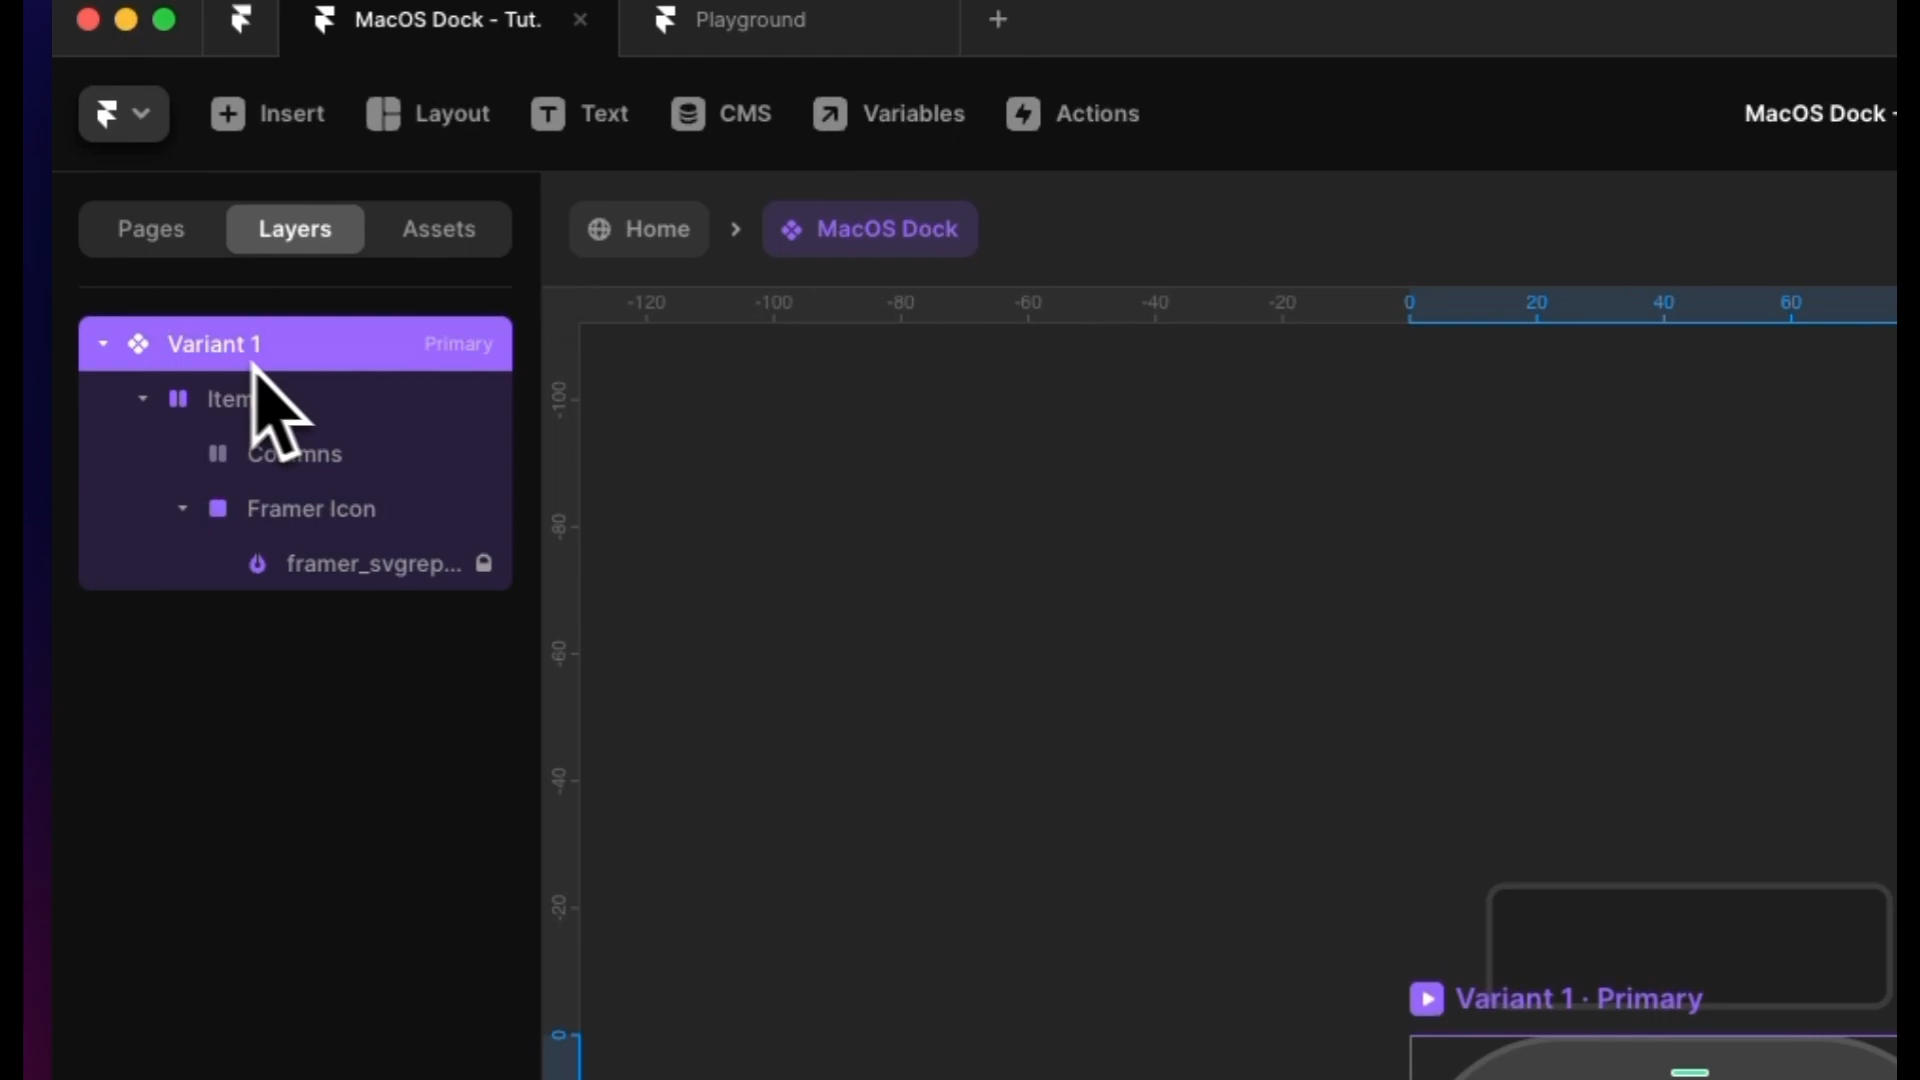 MacOS Dock - Tut.
Playground
Insert
Layout
Text
CMS
Variables
Actions
MacOS Dock -
Pages
Layers
Assets
Home
MacOS Dock
-120
-100
-80
-60
-40
-20
0
20
40
60
Variant 1
Primary
Framer Icon
framer_svgrep...
-100
-80
-60
-40
-20
0
Variant 1 · Primary